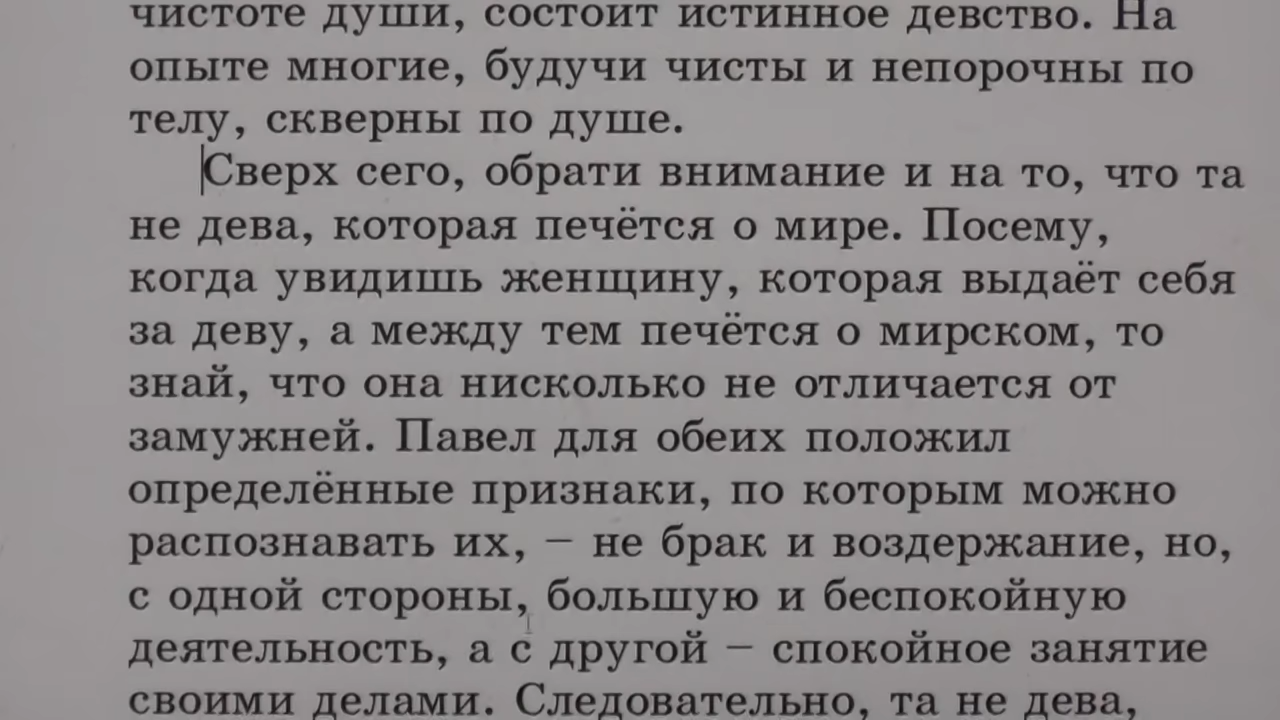 чистоте души, состоит истинное девство. На
опыте многие, будучи чисты и непорочны по
телу, скверны по душе.
Сверх сего, обрати внимание и на то, что та
не дева, которая печётся о мире. Посему,
когда увидишь женщину, которая выдаёт себя
за деву, а между тем печётся о мирском, то
знай, что она нисколько не отличается от
замужней. Павел для обеих положил
определённые признаки, по которым можно
распознавать их, – не брак и воздержание, но,
с одной стороны, большую и беспокойную
деятельность, а с другой – спокойное занятие
своими делами. Следовательно, та не дева,